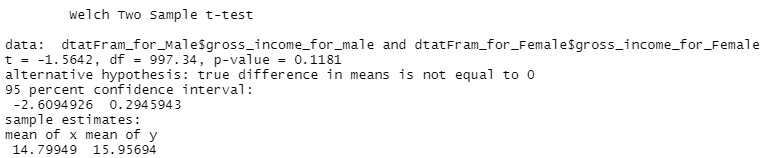 Welch Two Sample t-test
data:  dtatFram_for_Male$gross_income_for_male and dtatFram_for_Female$gross_income_for_Female
t = -1.5642, df = 997.34, p-value = 0.1181
alternative hypothesis: true difference in means is not equal to 0
95 percent confidence interval:
 -2.6094926  0.2945943
sample estimates:
mean of x mean of y
 14.79949  15.95694